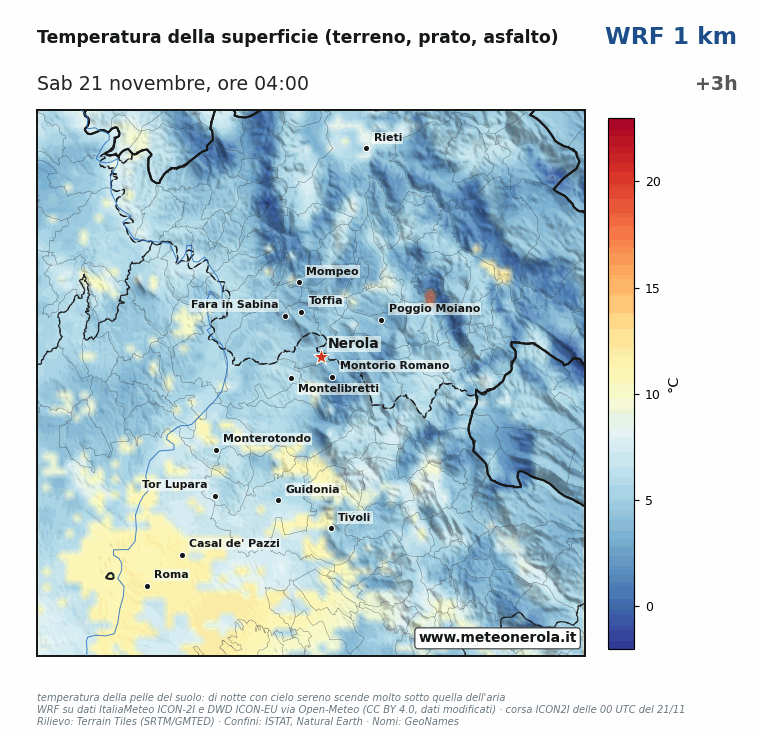 Temperatura della superficie (terreno, prato, asfalto)
WRF 1 km
Sab 21 novembre, ore 04:00
+3h
Rieti
Mompeo
Fara in Sabina
Toffia
Poggio Moiano
Nerola
Montorio Romano
Montelibretti
Monterotondo
Tor Lupara
Guidonia
Tivoli
Casal de' Pazzi
Roma
www.meteonerola.it
20
15
10
5
0
°C
temperatura della pelle del suolo: di notte con cielo sereno scende molto sotto quella dell'aria
WRF su dati ItaliaMeteo ICON-2I e DWD ICON-EU via Open-Meteo (CC BY 4.0, dati modificati) · corsa ICON2I delle 00 UTC del 21/11
Rilievo: Terrain Tiles (SRTM/GMTED) · Confini: ISTAT, Natural Earth · Nomi: GeoNames